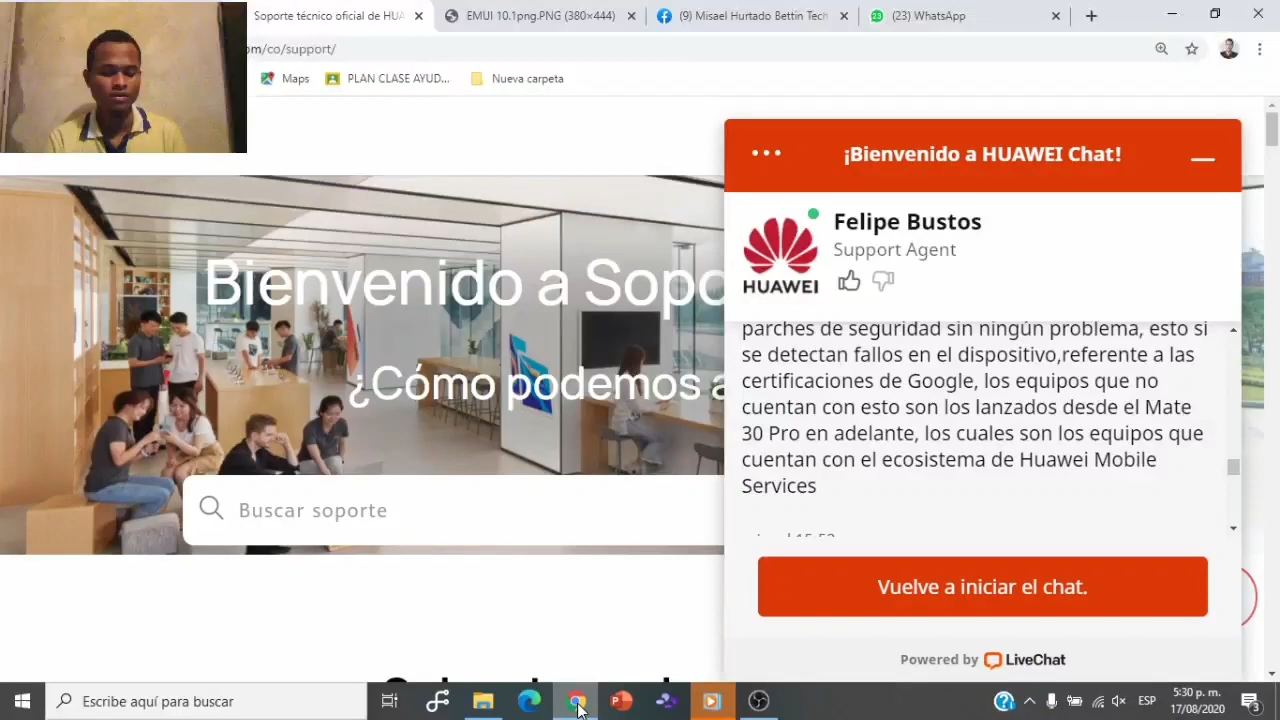 Soporte técnico oficial de HUA
EMUI 10.1png.PNG (380×444)
(9) Misael Hurtado Bettin Tech
23
(23) WhatsApp
om/co/support/
Maps
PLAN CLASE AYUD...
Nueva carpeta
¡Bienvenido a HUAWEI Chat!
Felipe Bustos
Support Agent
HUAWEI
Bienvenido a Sopo
¿Cómo podemos a
Buscar soporte
parches de seguridad sin ningún problema, esto si
se detectan fallos en el dispositivo,referente a las
certificaciones de Google, los equipos que no
cuentan con esto son los lanzados desde el Mate
30 Pro en adelante, los cuales son los equipos que
cuentan con el ecosistema de Huawei Mobile
Services
Vuelve a iniciar el chat.
Powered by LiveChat
Escribe aquí para buscar
ESP
5:30 p. m.
17/08/2020
3